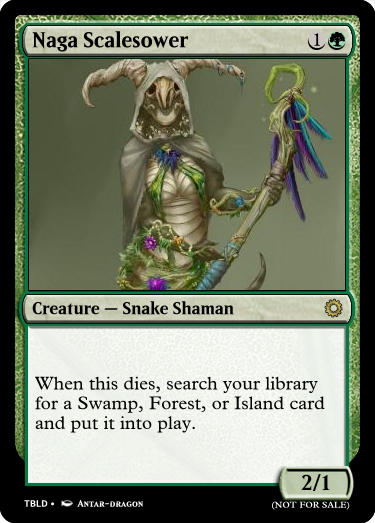 Naga Scalesower 1
Creature — Snake Shaman
When this dies, search your library
for a Swamp, Forest, or Island card
and put it into play.
2/1
TBLD • Antar-dragon
(NOT FOR SALE)